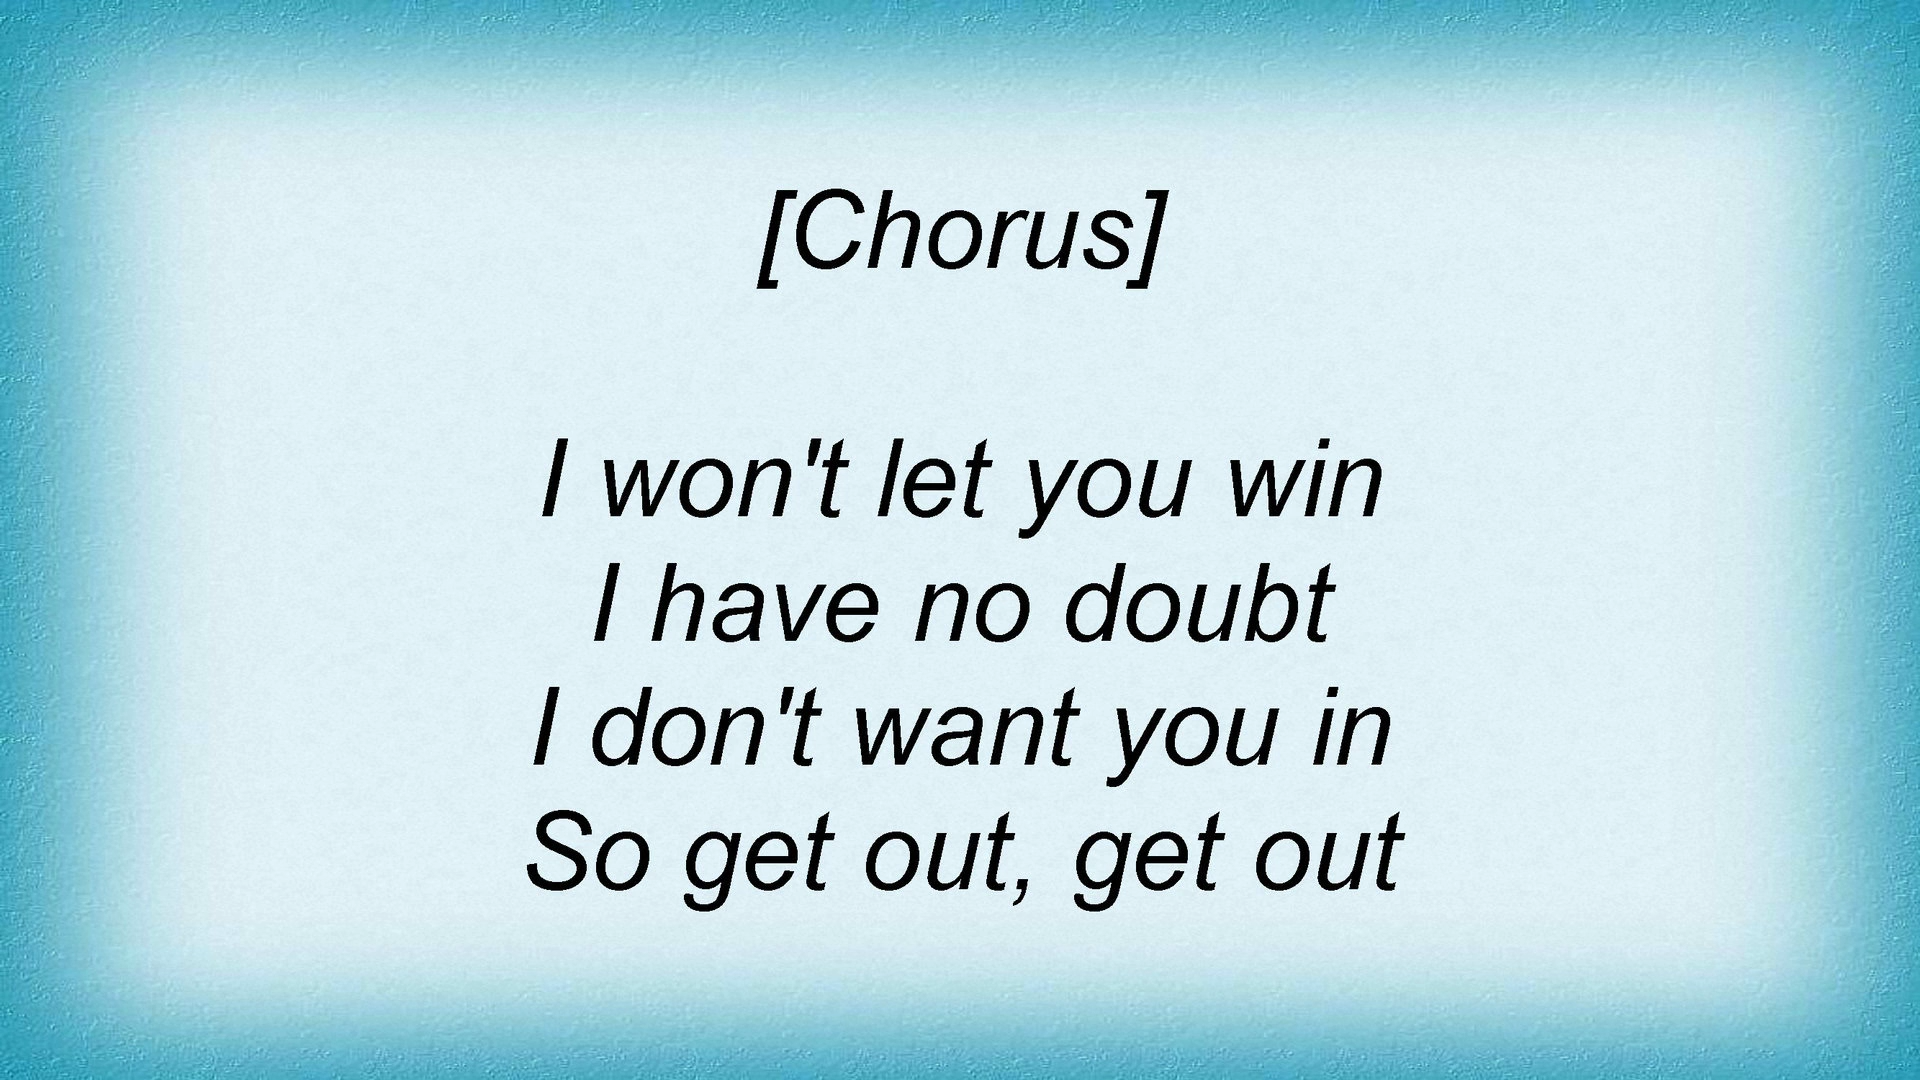 [Chorus]
I won't let you win
I have no doubt
I don't want you in
So get out, get out